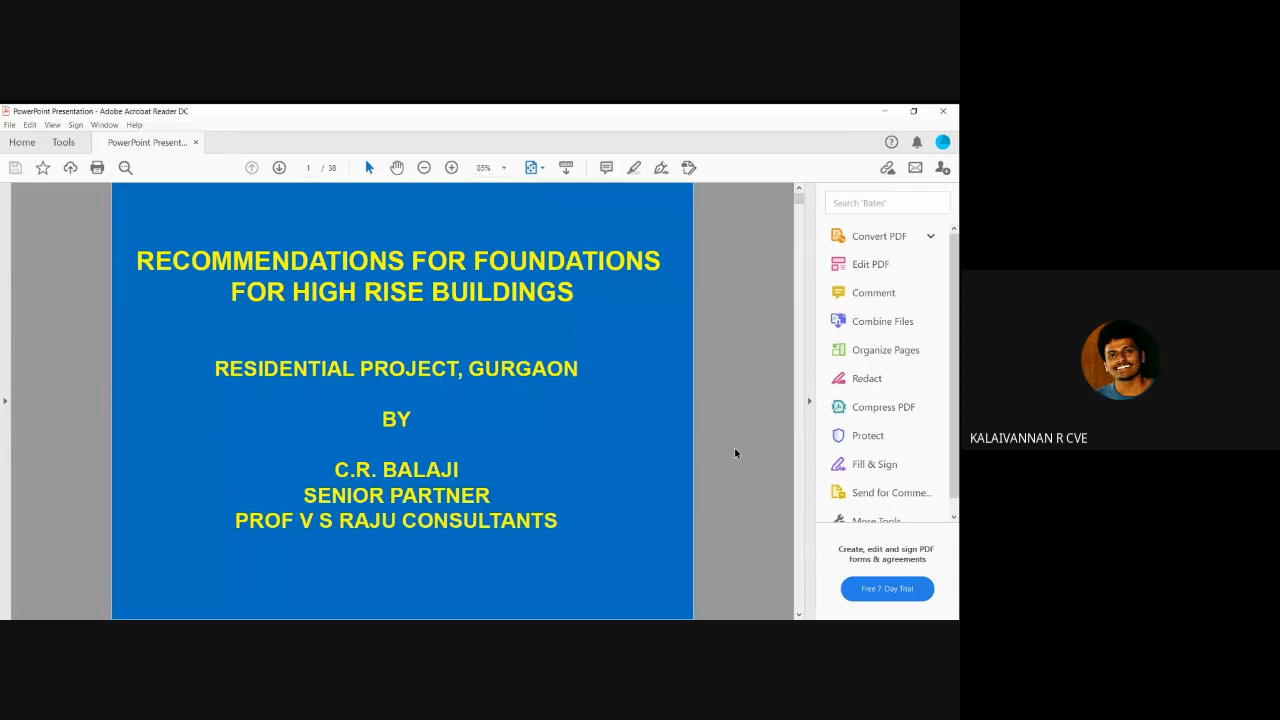 PowerPoint Presentation - Adobe Acrobat Reader DC
File Edit View Sign Window Help
Home Tools PowerPoint Present... ×
1 / 38 85%
RECOMMENDATIONS FOR FOUNDATIONS
FOR HIGH RISE BUILDINGS
RESIDENTIAL PROJECT, GURGAON
BY
C.R. BALAJI
SENIOR PARTNER
PROF V S RAJU CONSULTANTS
Search 'Bates'
Convert PDF
Edit PDF
Comment
Combine Files
Organize Pages
Redact
Compress PDF
Protect
Fill & Sign
Send for Comme...
More Tools
Create, edit and sign PDF
forms & agreements
Free 7-Day Trial
KALAIVANNAN R CVE